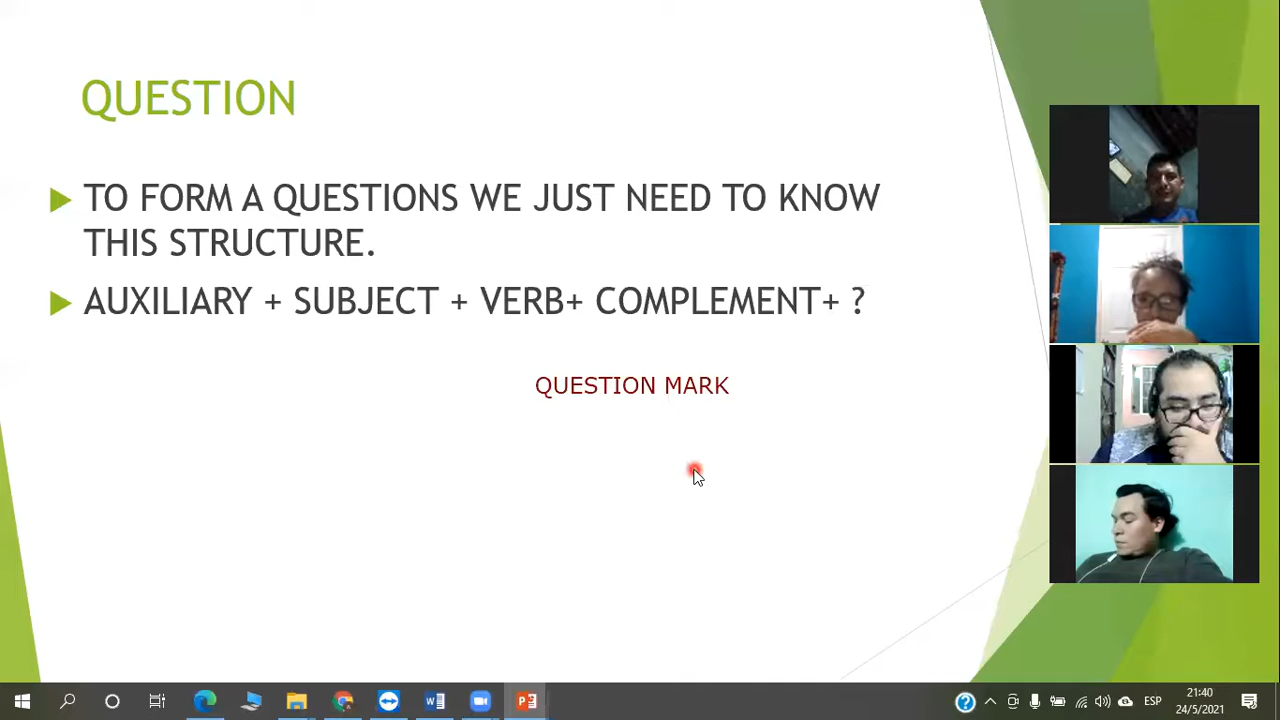 QUESTION
TO FORM A QUESTIONS WE JUST NEED TO KNOW
THIS STRUCTURE.
AUXILIARY + SUBJECT + VERB+ COMPLEMENT+ ?
QUESTION MARK
ESP
21:40
24/5/2021